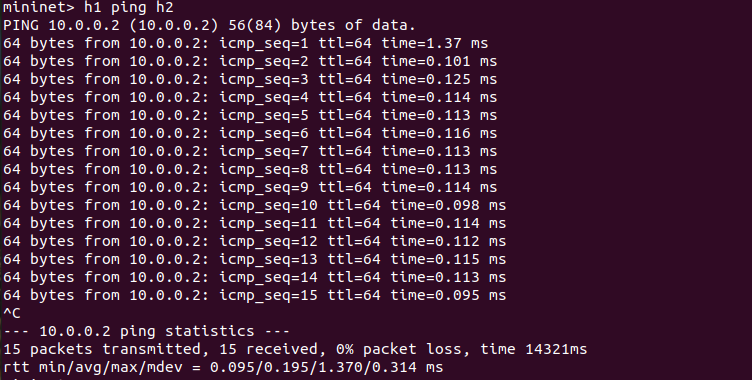 mininet> h1 ping h2
PING 10.0.0.2 (10.0.0.2) 56(84) bytes of data.
64 bytes from 10.0.0.2: icmp_seq=1 ttl=64 time=1.37 ms
64 bytes from 10.0.0.2: icmp_seq=2 ttl=64 time=0.101 ms
64 bytes from 10.0.0.2: icmp_seq=3 ttl=64 time=0.125 ms
64 bytes from 10.0.0.2: icmp_seq=4 ttl=64 time=0.114 ms
64 bytes from 10.0.0.2: icmp_seq=5 ttl=64 time=0.113 ms
64 bytes from 10.0.0.2: icmp_seq=6 ttl=64 time=0.116 ms
64 bytes from 10.0.0.2: icmp_seq=7 ttl=64 time=0.113 ms
64 bytes from 10.0.0.2: icmp_seq=8 ttl=64 time=0.113 ms
64 bytes from 10.0.0.2: icmp_seq=9 ttl=64 time=0.114 ms
64 bytes from 10.0.0.2: icmp_seq=10 ttl=64 time=0.098 ms
64 bytes from 10.0.0.2: icmp_seq=11 ttl=64 time=0.114 ms
64 bytes from 10.0.0.2: icmp_seq=12 ttl=64 time=0.112 ms
64 bytes from 10.0.0.2: icmp_seq=13 ttl=64 time=0.115 ms
64 bytes from 10.0.0.2: icmp_seq=14 ttl=64 time=0.113 ms
64 bytes from 10.0.0.2: icmp_seq=15 ttl=64 time=0.095 ms
^C
--- 10.0.0.2 ping statistics ---
15 packets transmitted, 15 received, 0% packet loss, time 14321ms
rtt min/avg/max/mdev = 0.095/0.195/1.370/0.314 ms